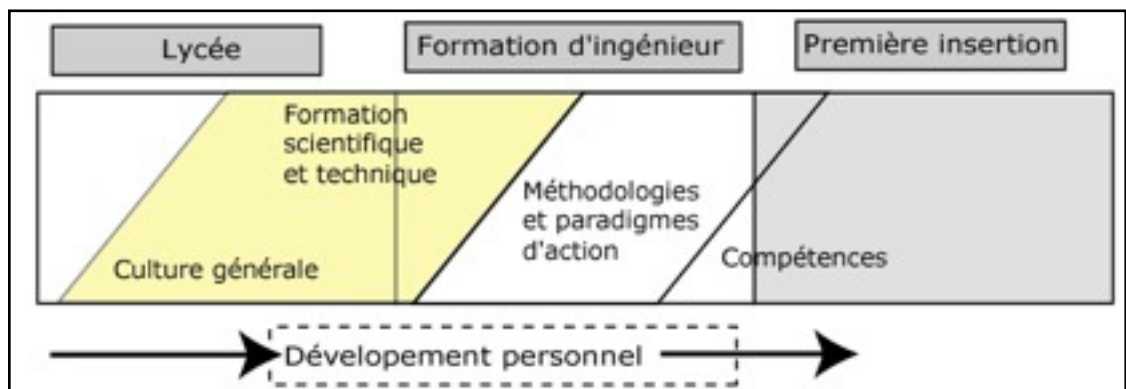 Lycée
Formation d'ingénieur
Première insertion
Formation
scientifique
et technique
Méthodologies
et paradigmes
d'action
Culture générale
Compétences
Dévelopement personnel